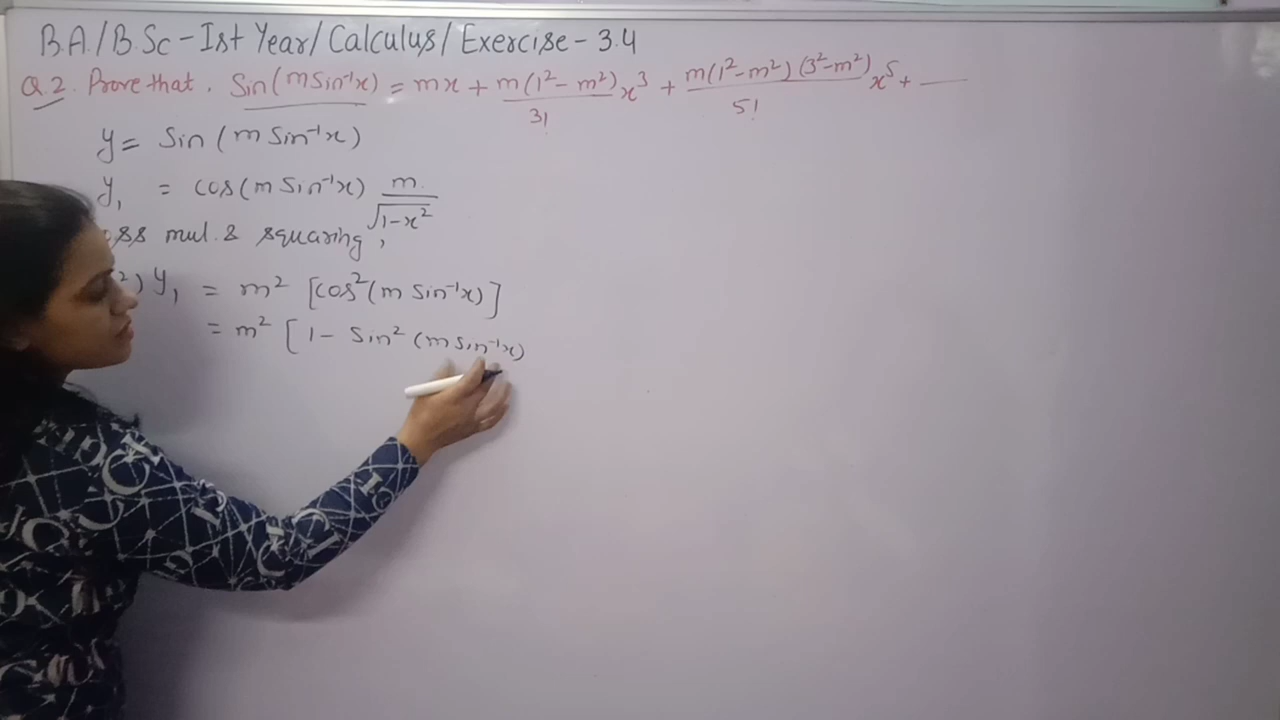 B.A./B.Sc - Ist Year/Calculus/Exercise - 3.4
Q.2. Prove that. Sin(m Sin⁻¹x) = mx + m(1²-m²)/3! x³ + m(1²-m²)(3²-m²)/5! x⁵ + ——
y = Sin(m Sin⁻¹x)
y₁ = cos(m Sin⁻¹x) m/√1-x²
mul. & squaring,
²) y₁ = m² [cos²(m Sin⁻¹x)]
= m² [1 - Sin²(m Sin⁻¹x)